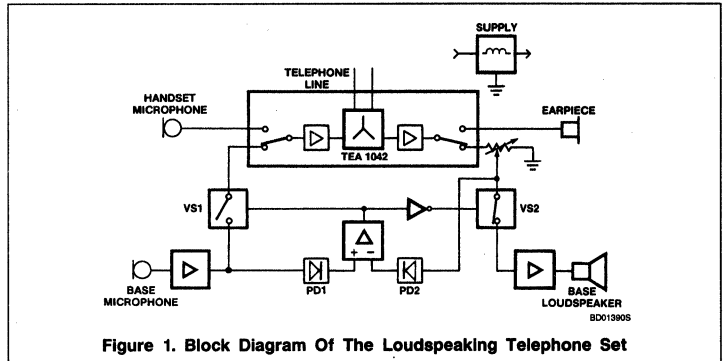 SUPPLY
TELEPHONE
LINE
HANDSET
MICROPHONE
EARPIECE
TEA 1042
VS1
VS2
+ −
PD1
PD2
BASE
MICROPHONE
BASE
LOUDSPEAKER
BD01390S
Figure 1. Block Diagram Of The Loudspeaking Telephone Set